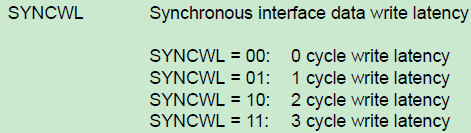 SYNCWL Synchronous interface data write latency
SYNCWL = 00: 0 cycle write latency
SYNCWL = 01: 1 cycle write latency
SYNCWL = 10: 2 cycle write latency
SYNCWL = 11: 3 cycle write latency